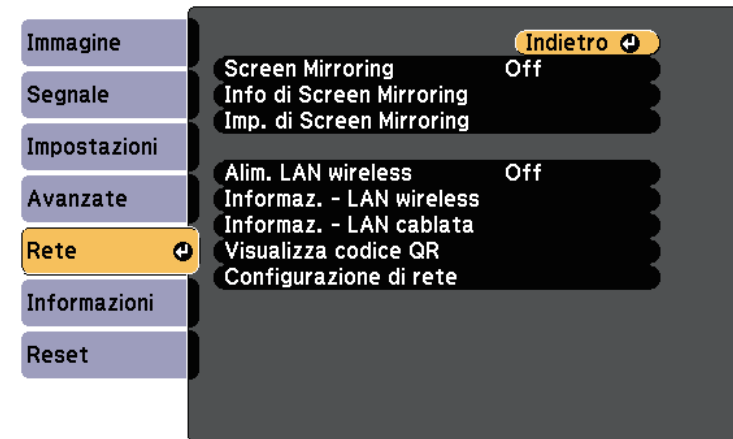 Immagine
Segnale
Impostazioni
Avanzate
Rete
Informazioni
Reset
Indietro
Screen Mirroring Off
Info di Screen Mirroring
Imp. di Screen Mirroring
Alim. LAN wireless Off
Informaz. - LAN wireless
Informaz. - LAN cablata
Visualizza codice QR
Configurazione di rete